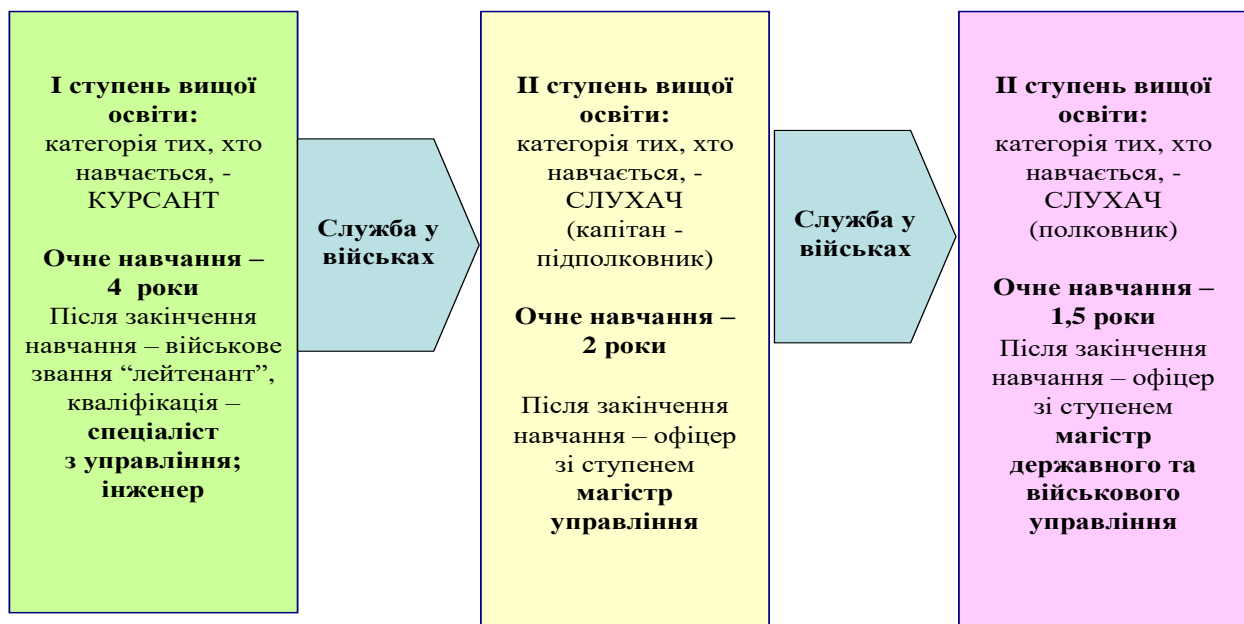 І ступень вищої
освіти:
категорія тих, хто
навчається, -
КУРСАНТ
Очне навчання –
4 роки
Після закінчення
навчання – військове
звання “лейтенант”,
кваліфікація –
спеціаліст
з управління;
інженер
Служба у
військах
ІІ ступень вищої
освіти:
категорія тих, хто
навчається, -
СЛУХАЧ
(капітан -
підполковник)
Очне навчання –
2 роки
Після закінчення
навчання – офіцер
зі ступенем
магістр
управління
Служба у
військах
ІІ ступень вищої
освіти:
категорія тих, хто
навчається, -
СЛУХАЧ
(полковник)
Очне навчання –
1,5 роки
Після закінчення
навчання – офіцер
зі ступенем
магістр
державного та
військового
управління